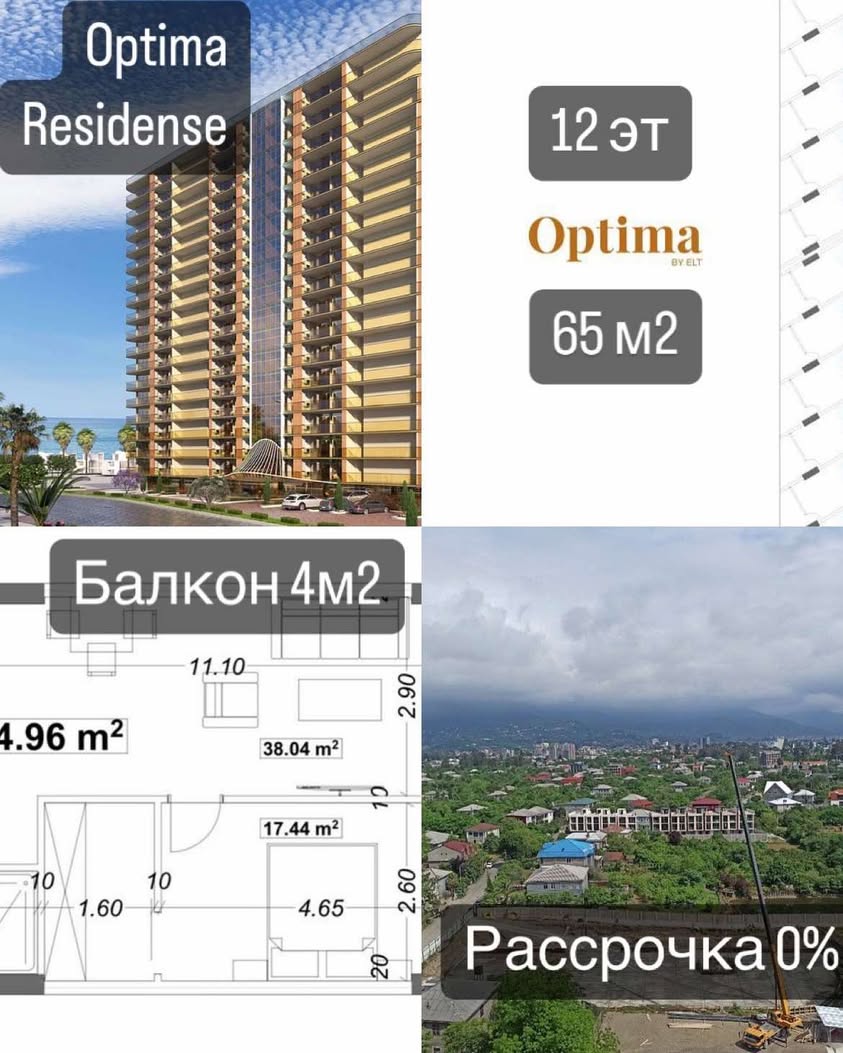 Optima
Residense
12 эт
Optima
BY ELT
65 м2
Балкон 4м2
11.10
2.90
4.96 m²
38.04 m²
10
17.44 m²
10
10
1.60
4.65
2.60
20
Рассрочка 0%